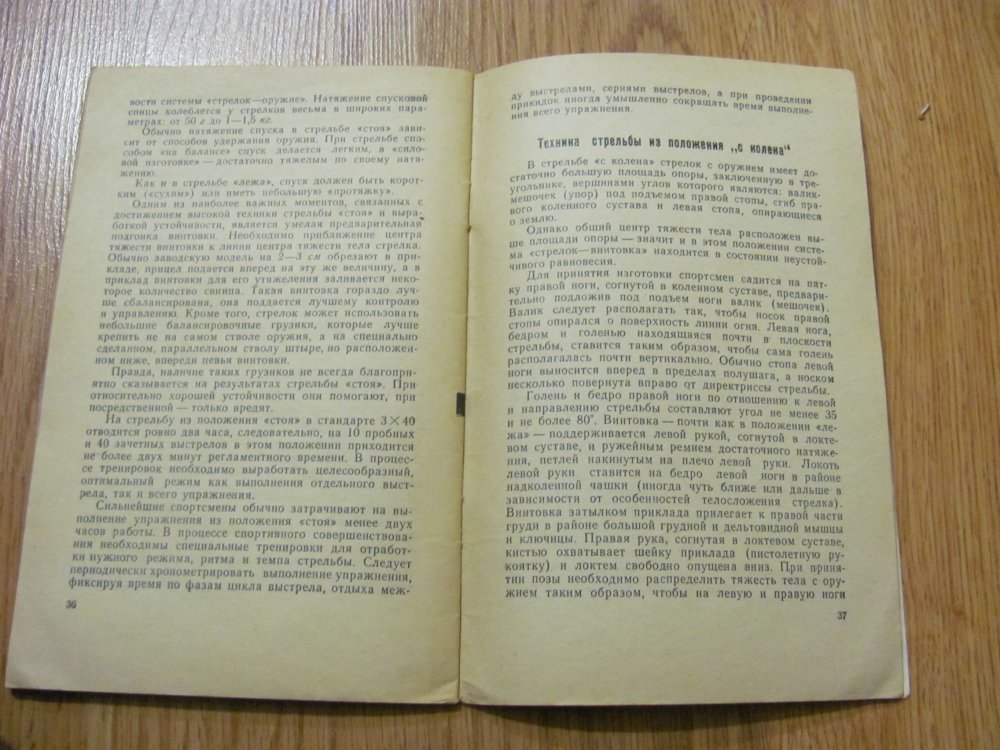 вости системы «стрелок—оружие». Натяжение спусковой
спицы колеблется у стрелков весьма в широких пара-
метрах: от 50 г до 1—1,5 кг.
Обычно натяжение спуска в стрельбе «стоя» зави-
сит от способов удержания оружия. При стрельбе спо-
собом «на балансе» спуск делается легким, в «сило-
вой изготовке» — достаточно тяжелым по своему натя-
жению.
Как и в стрельбе «лежа», спуск должен быть корот-
ким («сухим») или иметь небольшую «протяжку».
Одним из наиболее важных моментов, связанных с
достижением высокой техники стрельбы «стоя» и выра-
боткой устойчивости, является умелая предварительная
подгонка винтовки. Необходимо приближение центра
тяжести винтовки к линии центра тяжести тела стрелка.
Обычно заводскую модель на 2—3 см обрезают в при-
кладе, прицел подается вперед на эту же величину, а в
приклад винтовки для его утяжеления заливается неко-
торое количество свинца. Такая винтовка гораздо луч-
ше сбалансирована, она поддается лучшему контролю
и управлению. Кроме того, стрелок может использовать
небольшие балансировочные грузики, которые лучше
крепить не на самом стволе оружия, а на специально
сделанном, параллельном стволу штыре, но расположен-
ном ниже, впереди цевья винтовки.
Правда, наличие таких грузиков не всегда благопри-
ятно сказывается на результатах стрельбы «стоя». При
относительно хорошей устойчивости они помогают, при
посредственной — только вредят.
На стрельбу из положения «стоя» в стандарте 3×40
отводится ровно два часа, следовательно, на 10 пробных
и 40 зачетных выстрелов в этом положении приходится
не более двух минут регламентного времени. В процес-
се тренировок необходимо выработать целесообразный,
оптимальный режим как выполнения отдельного выст-
рела, так и всего упражнения.
Сильнейшие спортсмены обычно затрачивают на вы-
полнение упражнения из положения «стоя» менее двух
часов работы. В процессе спортивного совершенствова-
ния необходимы специальные тренировки для отработ-
ки нужного режима, ритма и темпа стрельбы. Следует
периодически хронометрировать выполнение упражнения,
фиксируя время по фазам цикла выстрела, отдыха меж-
36
ду выстрелами, сериями выстрелов, а при проведении
прикидок иногда умышленно сокращать время выполне-
ния всего упражнения.
Техника стрельбы из положения „с колена“
В стрельбе «с колена» стрелок с оружием имеет до-
статочно большую площадь опоры, заключенную в тре-
угольнике, вершинами углов которого являются: валик-
мешочек (упор) под подъемом правой стопы, сгиб пра-
вого коленного сустава и левая стопа, опирающиеся
о землю.
Однако общий центр тяжести тела расположен вы-
ше площади опоры — значит и в этом положении систе-
ма «стрелок—винтовка» находится в состоянии неустой-
чивого равновесия.
Для принятия изготовки спортсмен садится на пят-
ку правой ноги, согнутой в коленном суставе, предвари-
тельно подложив под подъем ноги валик (мешочек).
Валик следует располагать так, чтобы носок правой
стопы опирался о поверхность линии огня. Левая нога,
бедром и голенью находящаяся почти в плоскости
стрельбы, ставится таким образом, чтобы сама голень
располагалась почти вертикально. Обычно стопа левой
ноги выносится вперед в пределах полушага, а носком
несколько повернута вправо от директриссы стрельбы.
Голень и бедро правой ноги по отношению к левой
и направлению стрельбы составляют угол не менее 35
и не более 80°. Винтовка — почти как в положении «ле-
жа» — поддерживается левой рукой, согнутой в локте-
вом суставе, и ружейным ремнем достаточного натяже-
ния, петлей накинутым на плечо левой руки. Локоть
левой руки ставится на бедро левой ноги в районе
надколенной чашки (иногда чуть ближе или дальше в
зависимости от особенностей телосложения стрелка).
Винтовка затылком приклада прилегает к правой части
груди в районе большой грудной и дельтовидной мышцы
и ключицы. Правая рука, согнутая в локтевом суставе,
кистью охватывает шейку приклада (пистолетную ру-
коятку) и локтем свободно опущена вниз. При приня-
тии позы необходимо распределить тяжесть тела с ору-
жием таким образом, чтобы на левую и правую ноги
37